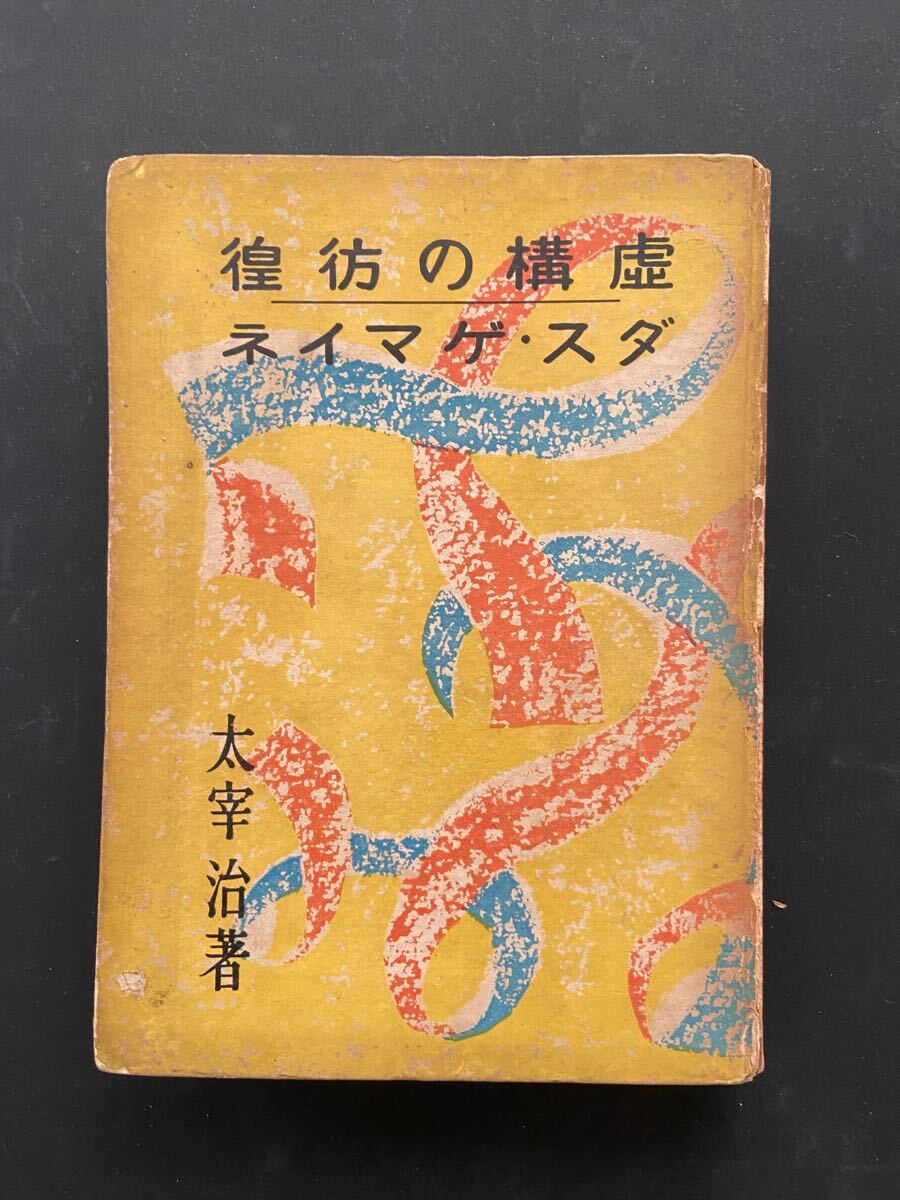 虚構の彷徨
ダス・ゲマイネ
太宰治著